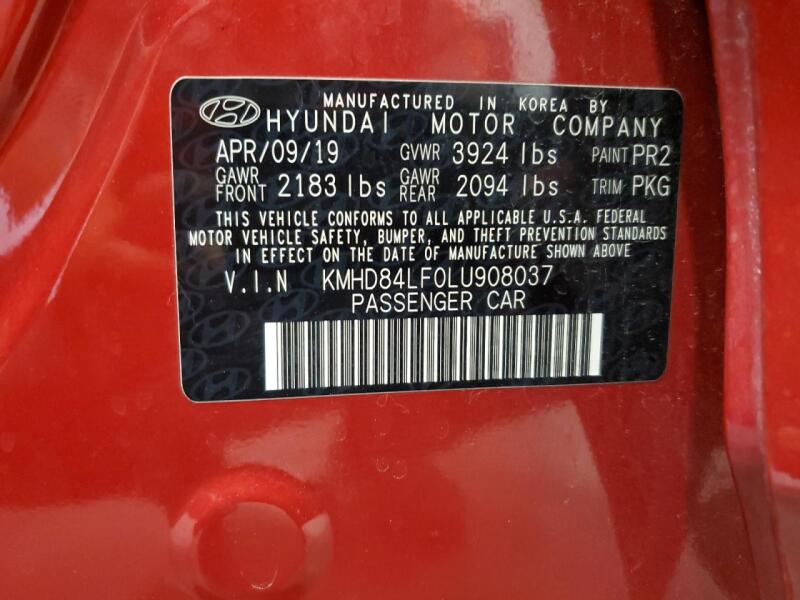 MANUFACTURED IN KOREA BY
HYUNDAI MOTOR COMPANY
APR/09/19 GVWR 3924 lbs PAINT PR2
GAWR FRONT 2183 lbs GAWR REAR 2094 lbs TRIM PKG
THIS VEHICLE CONFORMS TO ALL APPLICABLE U.S.A. FEDERAL
MOTOR VEHICLE SAFETY, BUMPER, AND THEFT PREVENTION STANDARDS
IN EFFECT ON THE DATE OF MANUFACTURE SHOWN ABOVE
V.I.N KMHD84LF0LU908037
PASSENGER CAR